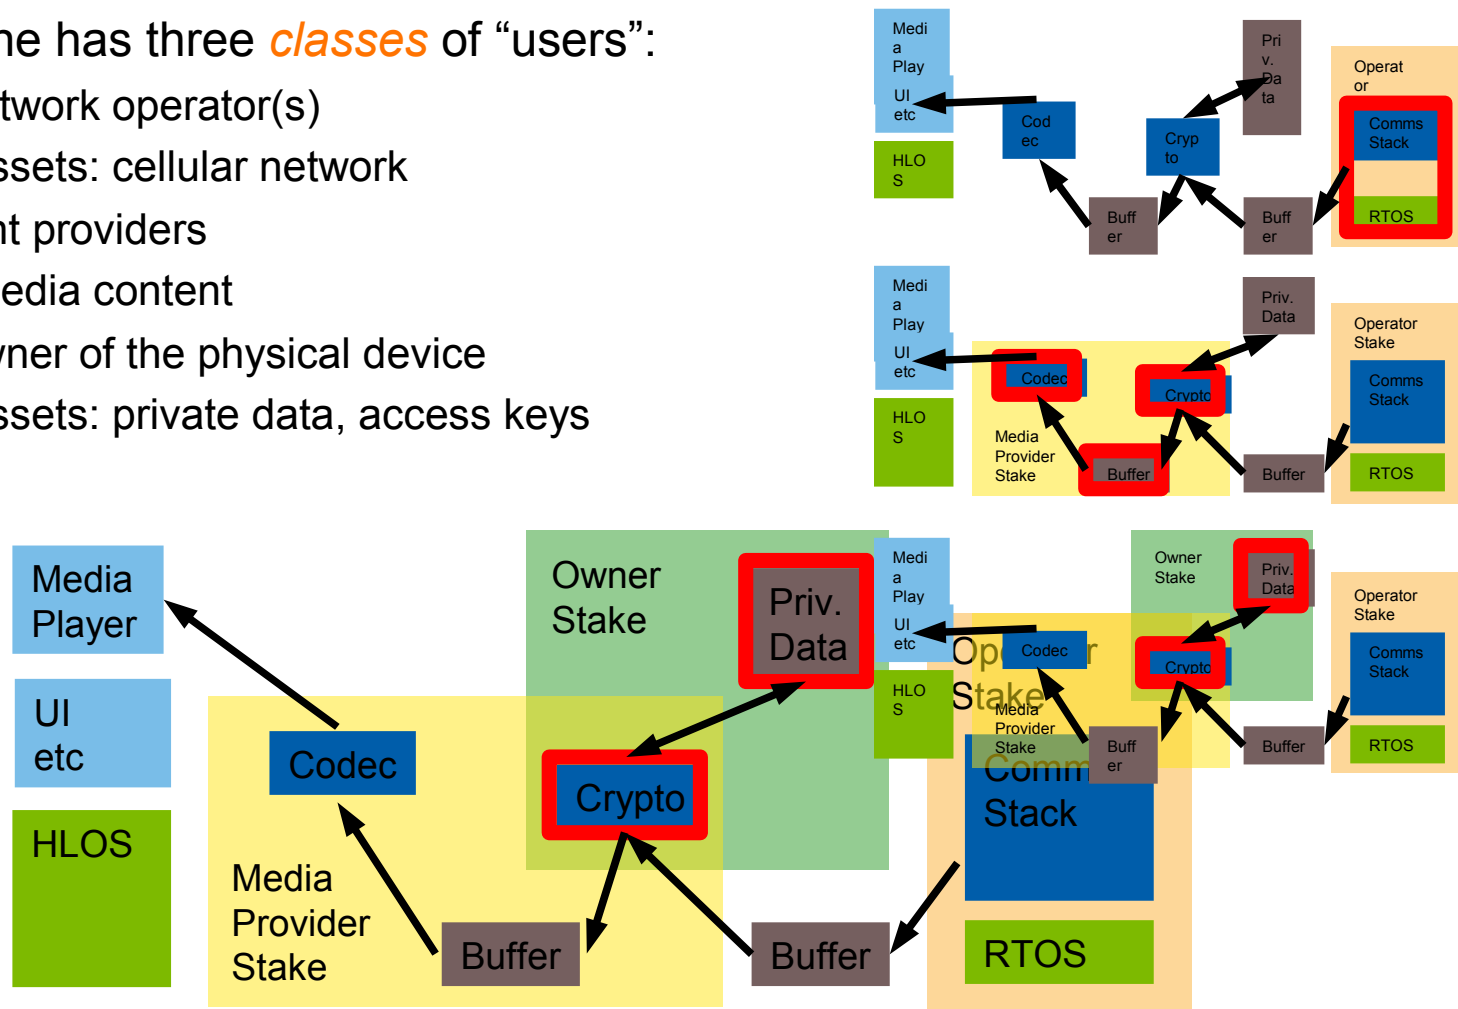 ne has three classes of “users”:
twork operator(s)
ssets: cellular network
nt providers
edia content
wner of the physical device
ssets: private data, access keys
Medi
a
Play
UI
etc
HLO
S
Cod
ec
Buff
er
Cryp
to
Buff
er
Pri
v.
Da
ta
Operat
or
Comms
Stack
RTOS
Medi
a
Play
UI
etc
HLO
S
Codec
Media
Provider
Stake
Buffer
Crypto
Buffer
Priv.
Data
Operator
Stake
Comms
Stack
RTOS
Medi
a
Play
UI
etc
HLO
S
Codec
Media
Provider
Stake
Buff
er
Owner
Stake
Crypto
Priv.
Data
Buffer
Operator
Stake
Comms
Stack
RTOS
Media
Player
UI
etc
HLOS
Codec
Media
Provider
Stake
Buffer
Owner
Stake
Crypto
Priv.
Data
Buffer
Stake
Comm
Stack
RTOS